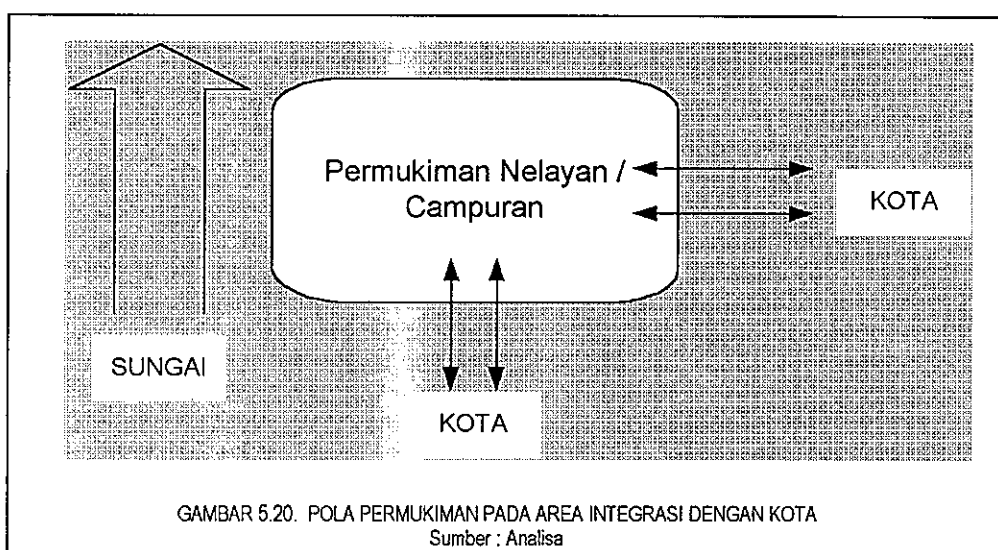 Permukiman Nelayan /
Campuran
KOTA
SUNGAI
KOTA
GAMBAR 5.20. POLA PERMUKIMAN PADA AREA INTEGRASI DENGAN KOTA
Sumber : Analisa